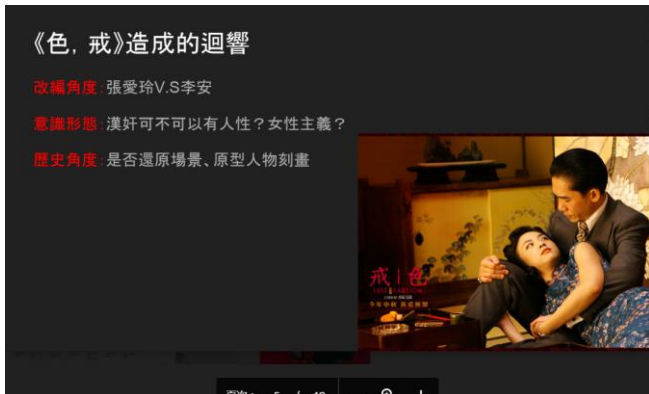 《色，戒》造成的迴響
改編角度：張愛玲V.S李安
意識形態：漢奸可不可以有人性？女性主義？
歷史角度：是否還原場景、原型人物刻畫
戒｜色
LUST CAUTION